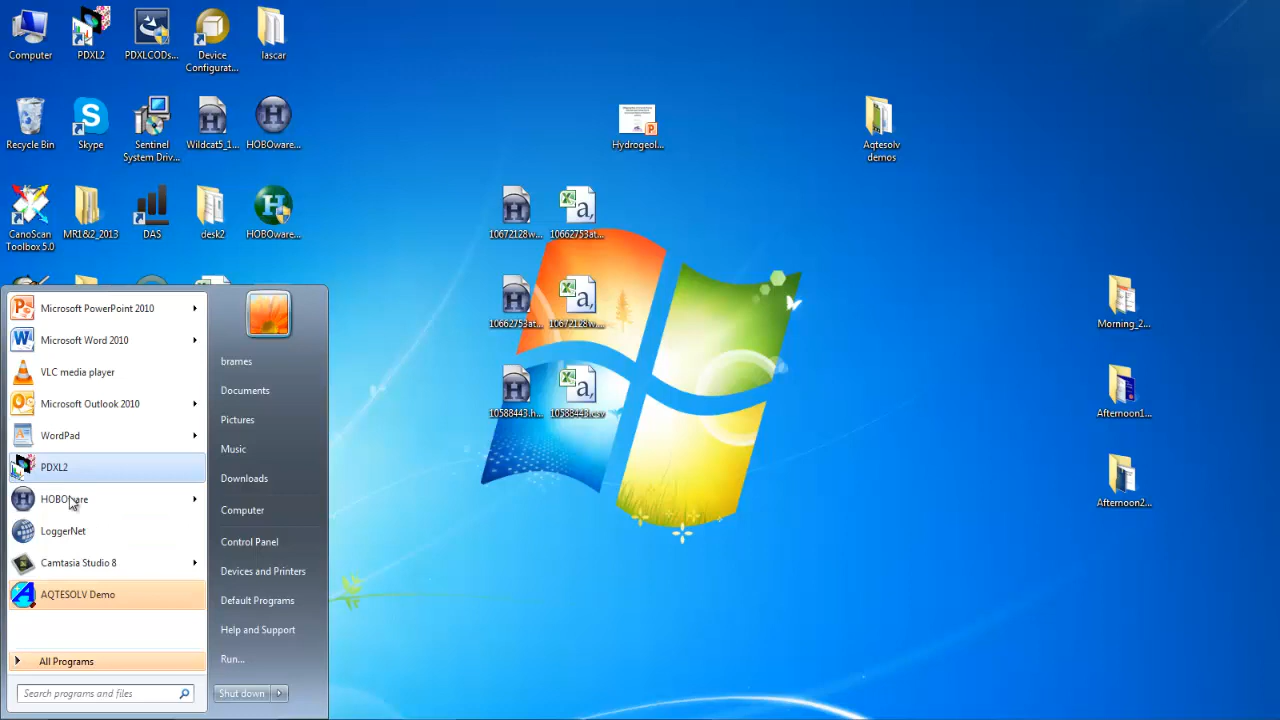 Computer
PDXL2
PDXLCODs...
Device
Configurat...
lascar
Recycle Bin
Skype
Sentinel
System Driv...
Wildcat5_1...
HOBOware...
Hydrogeol...
Aqtesolv
demos
CanoScan
Toolbox 5.0
MR1&2_2013
DAS
desk2
HOBOware...
10672128w...
10662753at...
10662753at...
10672128w...
10588443.h...
10588443.csv
Morning_2...
Afternoon1...
Afternoon2...
Microsoft PowerPoint 2010
Microsoft Word 2010
VLC media player
Microsoft Outlook 2010
WordPad
PDXL2
HOBOware
LoggerNet
Camtasia Studio 8
AQTESOLV Demo
All Programs
Search programs and files
brames
Documents
Pictures
Music
Downloads
Computer
Control Panel
Devices and Printers
Default Programs
Help and Support
Run...
Shut down